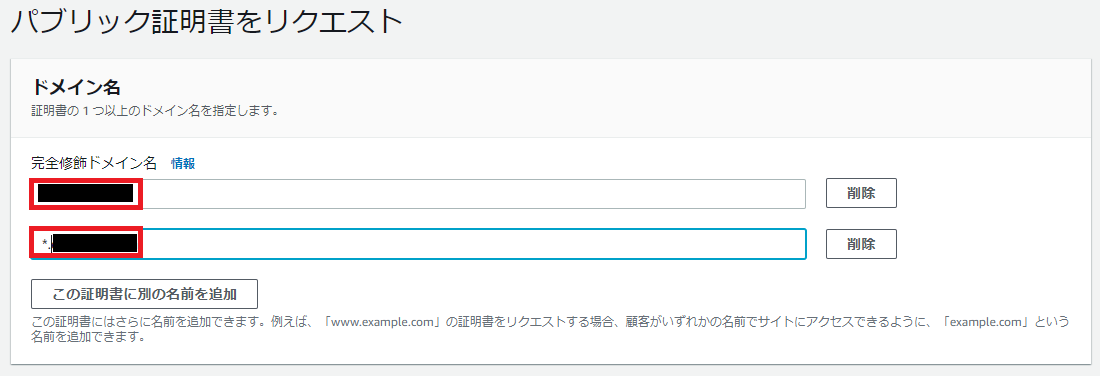 パブリック証明書をリクエスト
ドメイン名
証明書の 1 つ以上のドメイン名を指定します。
完全修飾ドメイン名 情報
削除
*.
削除
この証明書に別の名前を追加
この証明書にはさらに名前を追加できます。例えば、「www.example.com」の証明書をリクエストする場合、顧客がいずれかの名前でサイトにアクセスできるように、「example.com」という
名前を追加できます。